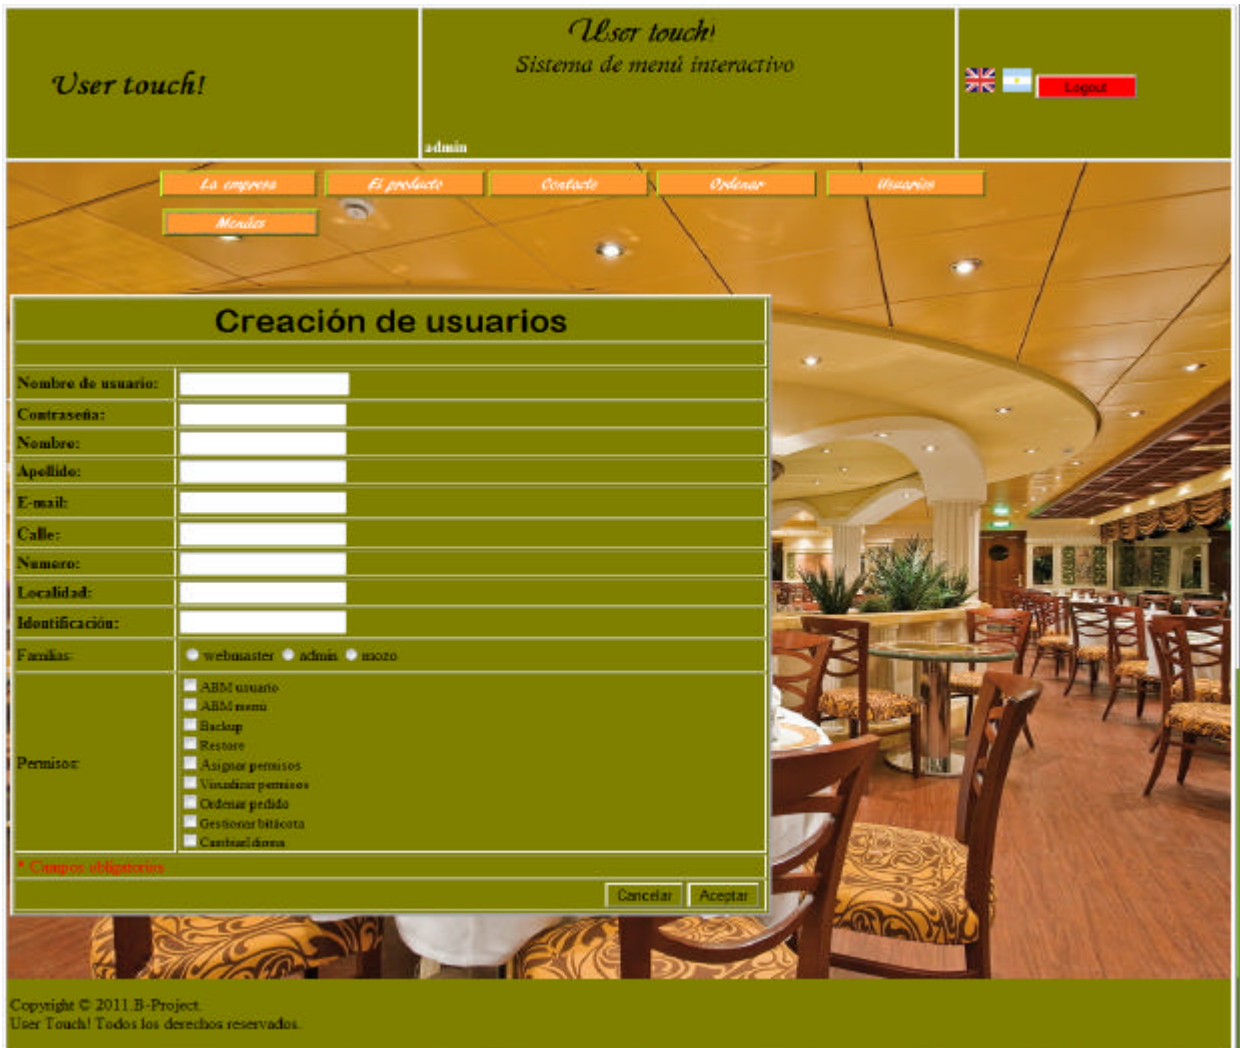 User touch!
User touch!
Sistema de menú interactivo
admin
Logout
La empresa
El producto
Contacto
Ordenar
Usuarios
Menúes
Creación de usuarios
Nombre de usuario:
Contraseña:
Nombre:
Apellido:
E-mail:
Calle:
Numero:
Localidad:
Identificación:
Familias:
webmaster admin mozo
Permisos:
ABM usuario
ABM menú
Backup
Restore
Asignar permisos
Visualizar permisos
Ordenar pedido
Gestionar bitácora
CambiarIdioma
* Campos obligatorios
Cancelar Aceptar
Copyright © 2011.B-Project.
User Touch! Todos los derechos reservados.